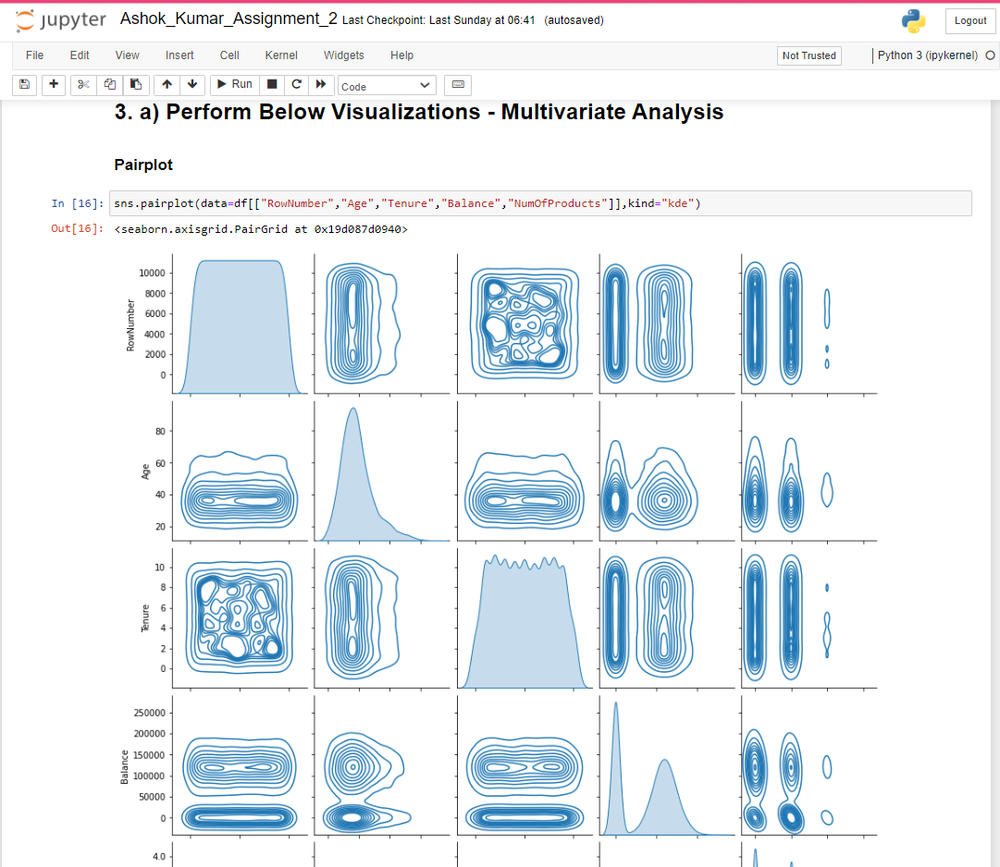 jupyter Ashok_Kumar_Assignment_2 Last Checkpoint: Last Sunday at 06:41 (autosaved) Logout
File Edit View Insert Cell Kernel Widgets Help Not Trusted Python 3 (ipykernel)
Run Code
3. a) Perform Below Visualizations - Multivariate Analysis
Pairplot
In [16]: sns.pairplot(data=df[["RowNumber","Age","Tenure","Balance","NumOfProducts"]],kind="kde")
Out[16]: <seaborn.axisgrid.PairGrid at 0x19d087d0940>
10000
8000
6000
4000
2000
0
RowNumber
80
60
40
20
Age
10
8
6
4
2
0
Tenure
250000
200000
150000
100000
50000
0
Balance
4.0